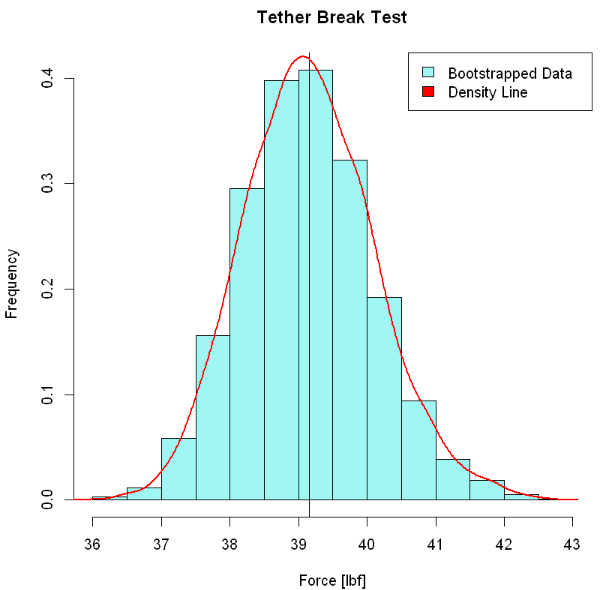 Tether Break Test
Bootstrapped Data
Density Line
Frequency
0.4
0.3
0.2
0.1
0.0
36 37 38 39 40 41 42 43
Force [lbf]